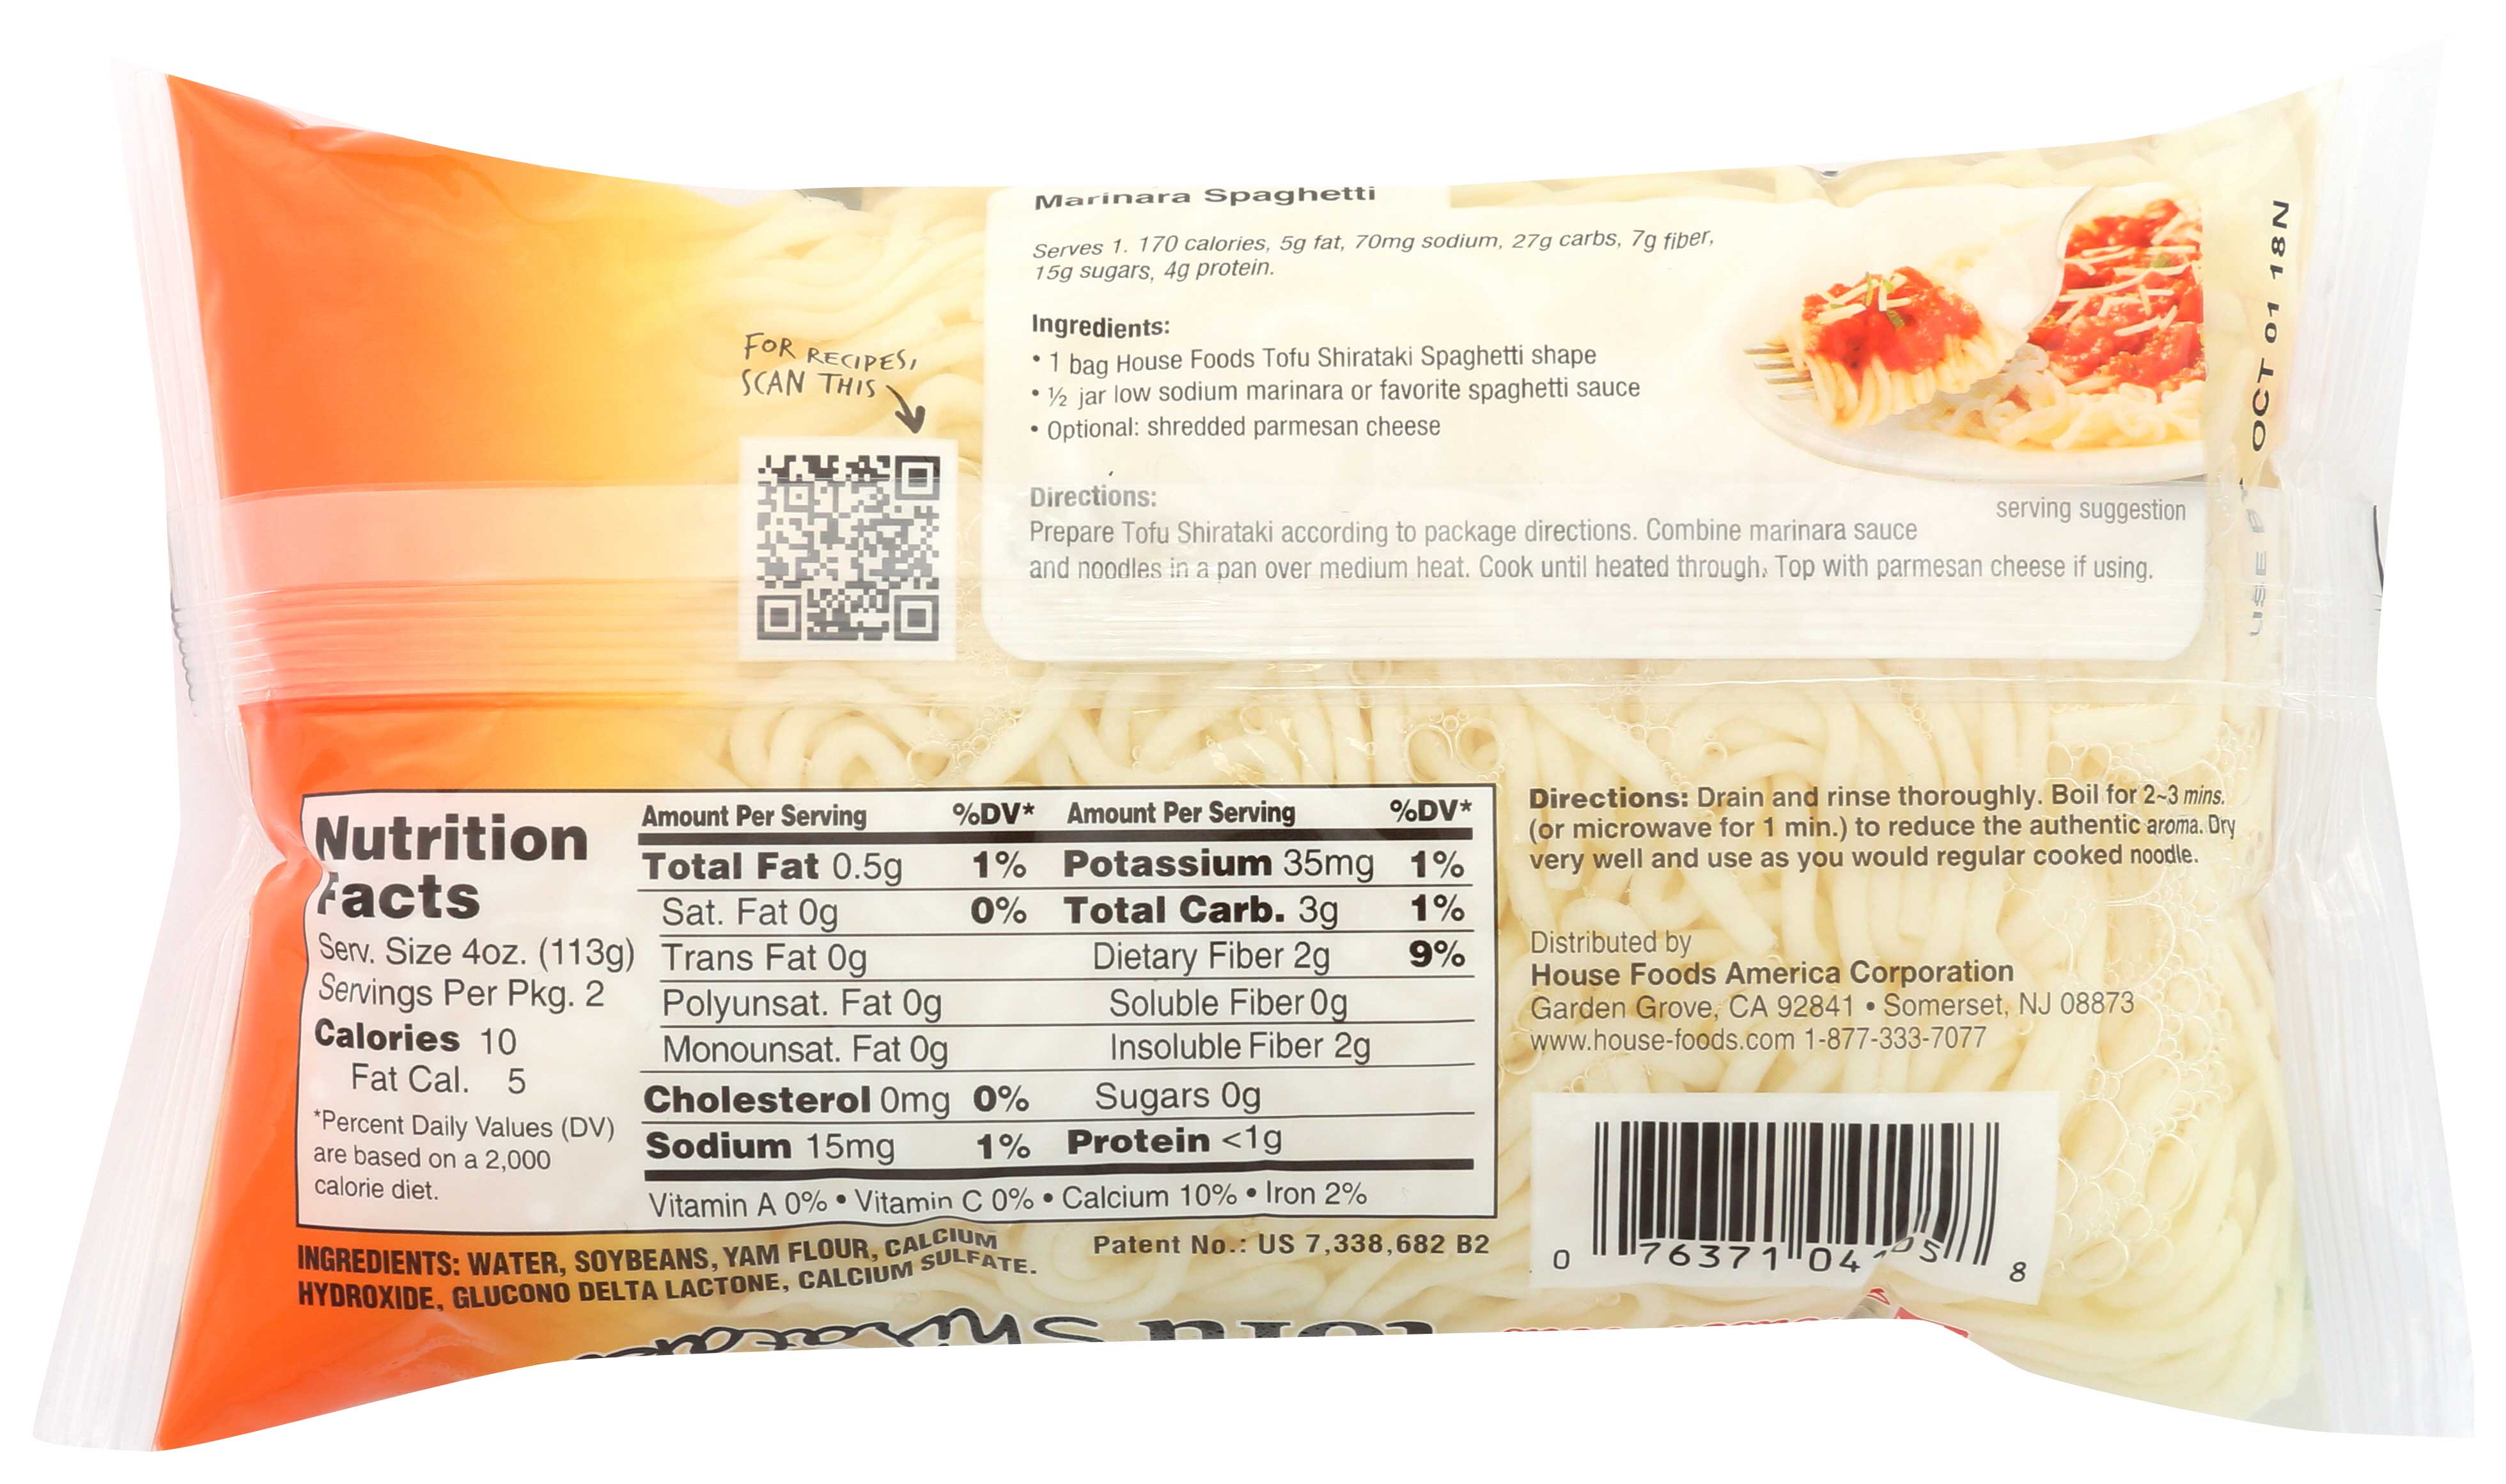 Marinara Spaghetti
Serves 1. 170 calories, 5g fat, 70mg sodium, 27g carbs, 7g fiber,
15g sugars, 4g protein.
Ingredients:
• 1 bag House Foods Tofu Shirataki Spaghetti shape
• ½ jar low sodium marinara or favorite spaghetti sauce
• Optional: shredded parmesan cheese
Directions:
Prepare Tofu Shirataki according to package directions. Combine marinara sauce
and noodles in a pan over medium heat. Cook until heated through. Top with parmesan cheese if using.
serving suggestion
FOR RECIPES,
SCAN THIS
USE OCT 01 18N
Nutrition
Facts
Serv. Size 4oz. (113g)
Servings Per Pkg. 2
Calories 10
Fat Cal. 5
*Percent Daily Values (DV)
are based on a 2,000
calorie diet.
Amount Per Serving %DV* Amount Per Serving %DV*
Total Fat 0.5g 1% Potassium 35mg 1%
Sat. Fat 0g 0% Total Carb. 3g 1%
Trans Fat 0g Dietary Fiber 2g 9%
Polyunsat. Fat 0g Soluble Fiber 0g
Monounsat. Fat 0g Insoluble Fiber 2g
Cholesterol 0mg 0% Sugars 0g
Sodium 15mg 1% Protein <1g
Vitamin A 0% • Vitamin C 0% • Calcium 10% • Iron 2%
INGREDIENTS: WATER, SOYBEANS, YAM FLOUR, CALCIUM
HYDROXIDE, GLUCONO DELTA LACTONE, CALCIUM SULFATE.
Patent No.: US 7,338,682 B2
Directions: Drain and rinse thoroughly. Boil for 2~3 mins.
(or microwave for 1 min.) to reduce the authentic aroma. Dry
very well and use as you would regular cooked noodle.
Distributed by
House Foods America Corporation
Garden Grove, CA 92841 • Somerset, NJ 08873
www.house-foods.com 1-877-333-7077
0 76371 04 5 8
Tofu Shirataki